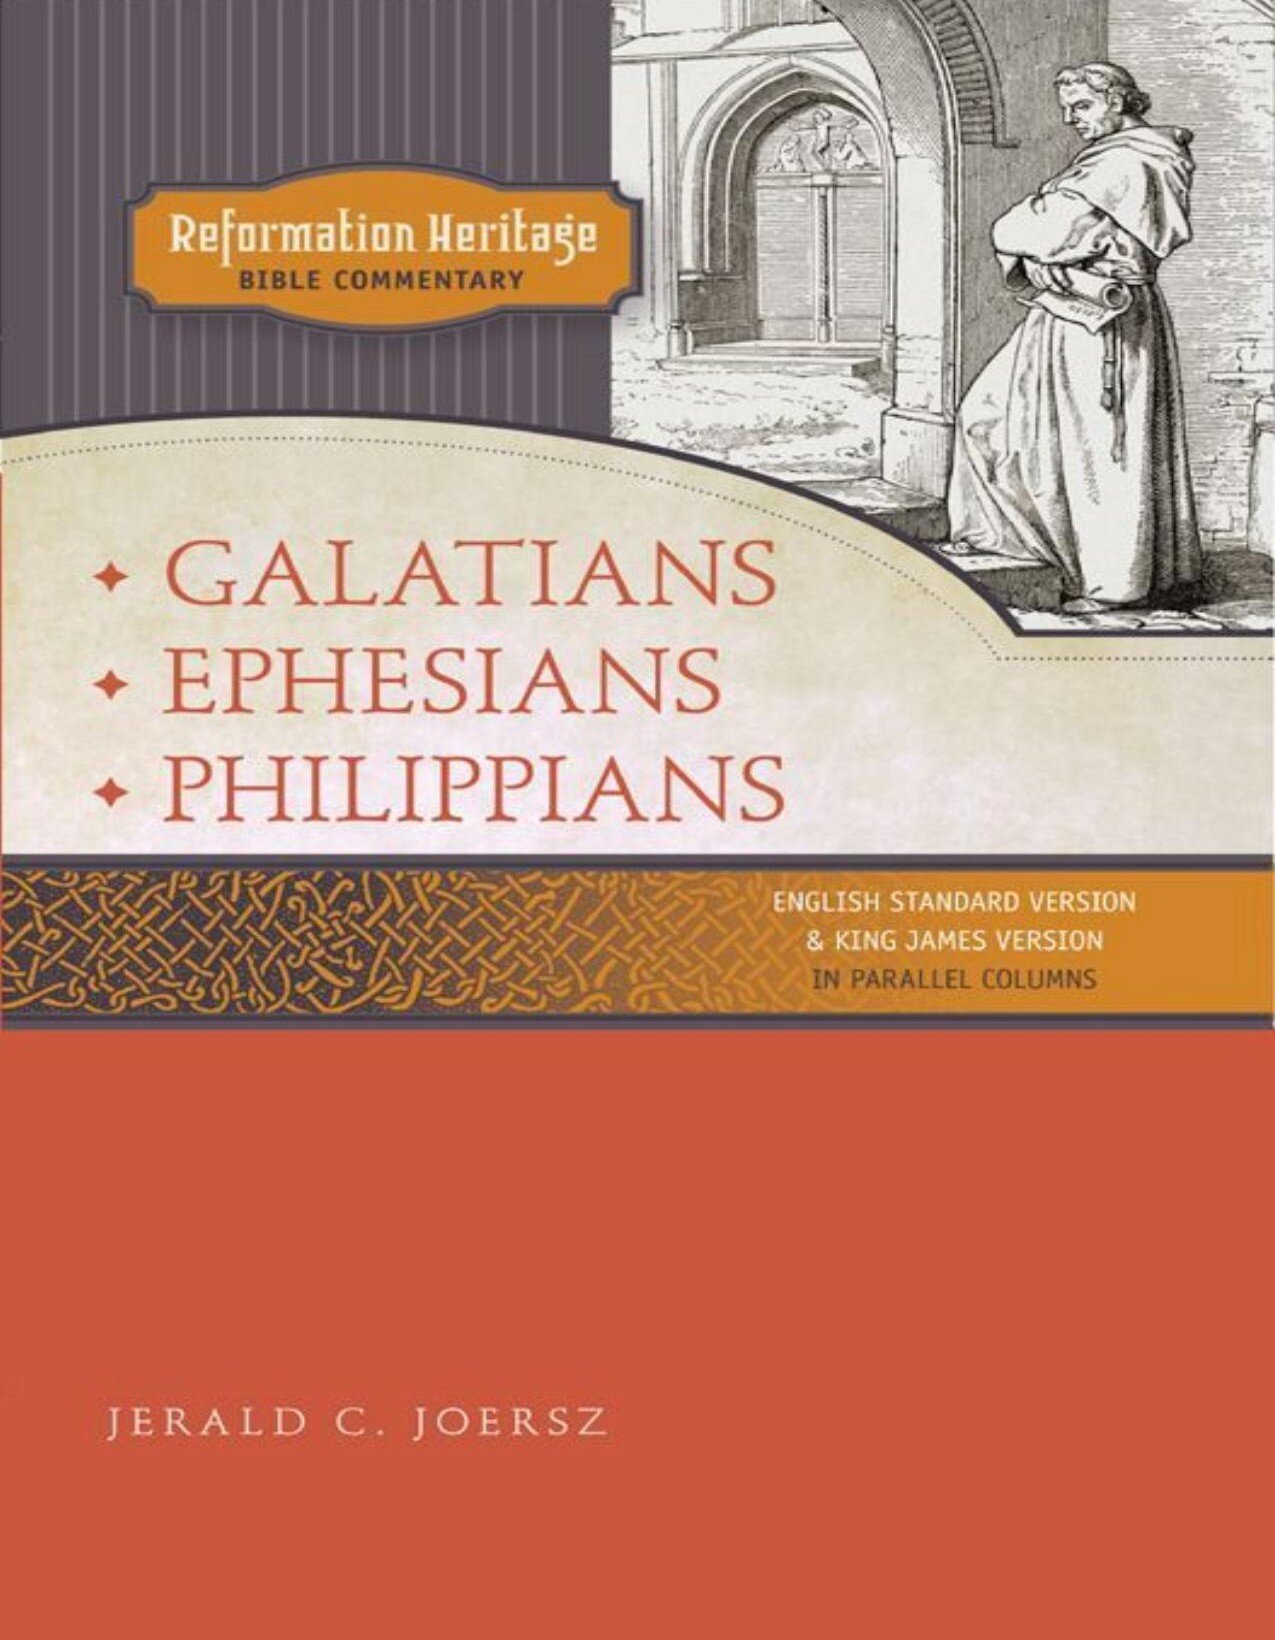 Reformation Heritage
BIBLE COMMENTARY
GALATIANS
EPHESIANS
PHILIPPIANS
ENGLISH STANDARD VERSION
& KING JAMES VERSION
IN PARALLEL COLUMNS
JERALD C. JOERSZ